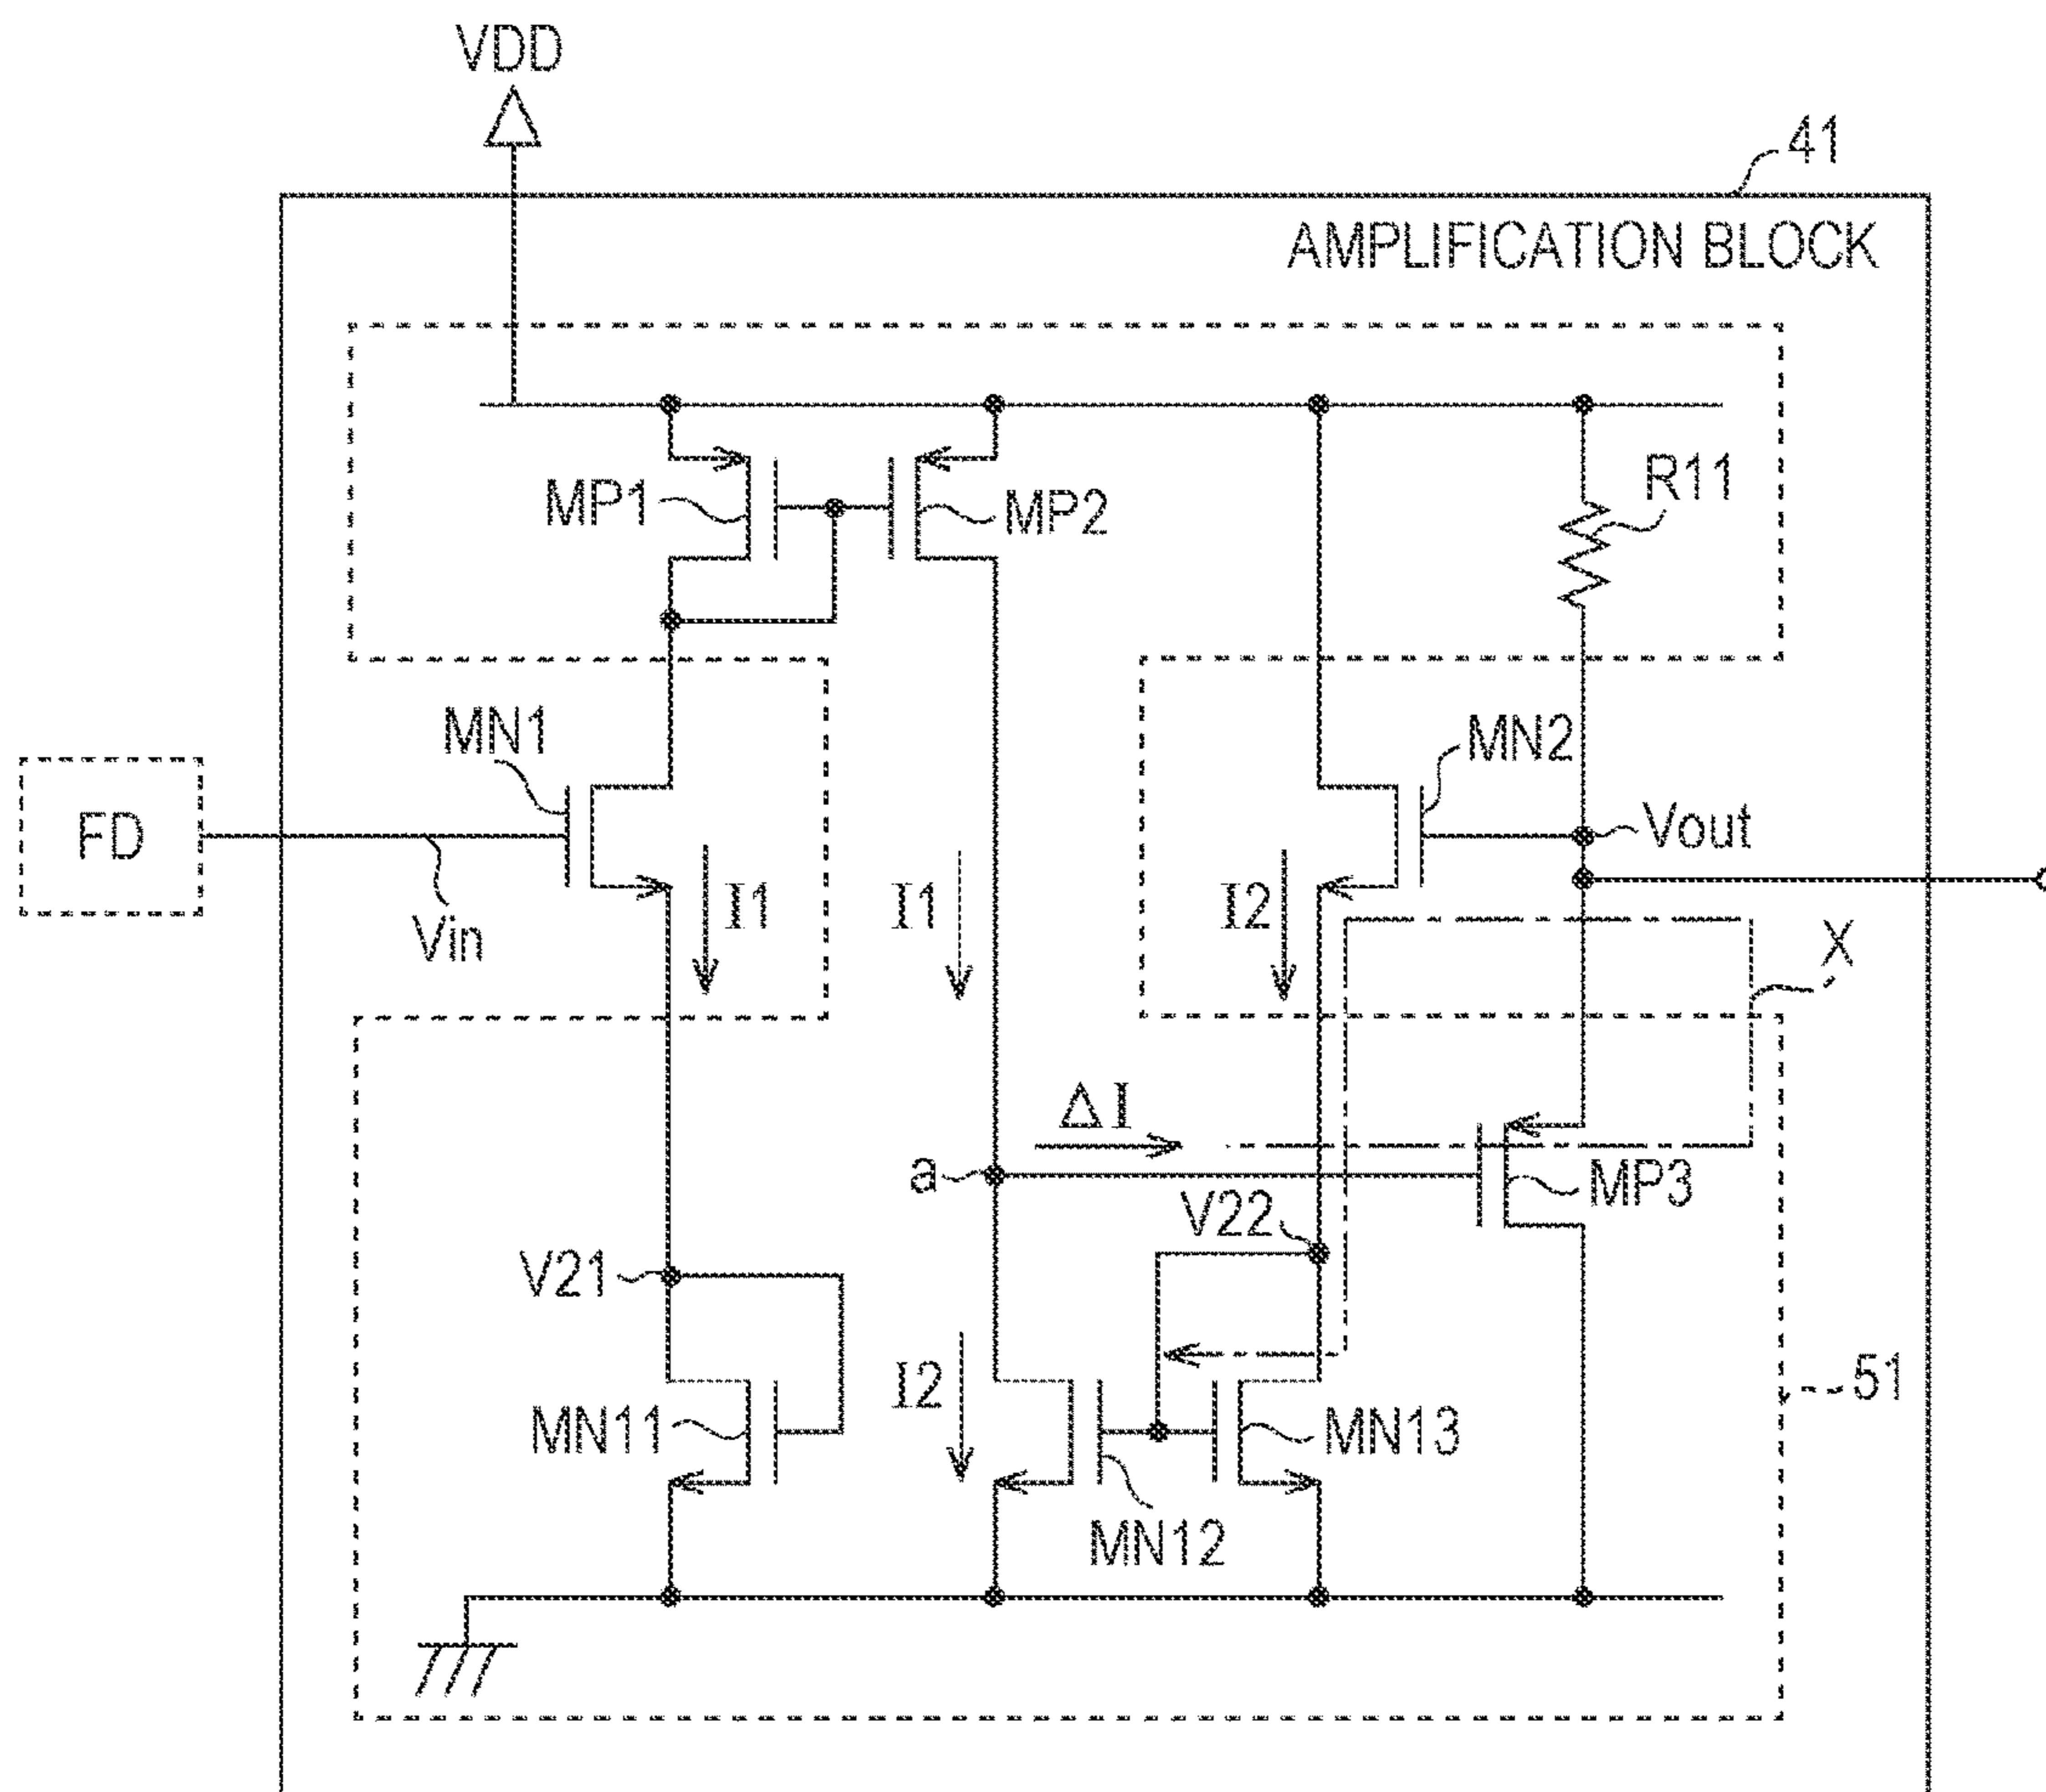 VDD
41
AMPLIFICATION BLOCK
MP1
MP2
R11
MN1
MN2
FD
Vout
Vin
I1
I1
I2
X
ΔI
a
MP3
V22
V21
I2
51
MN11
MN13
MN12